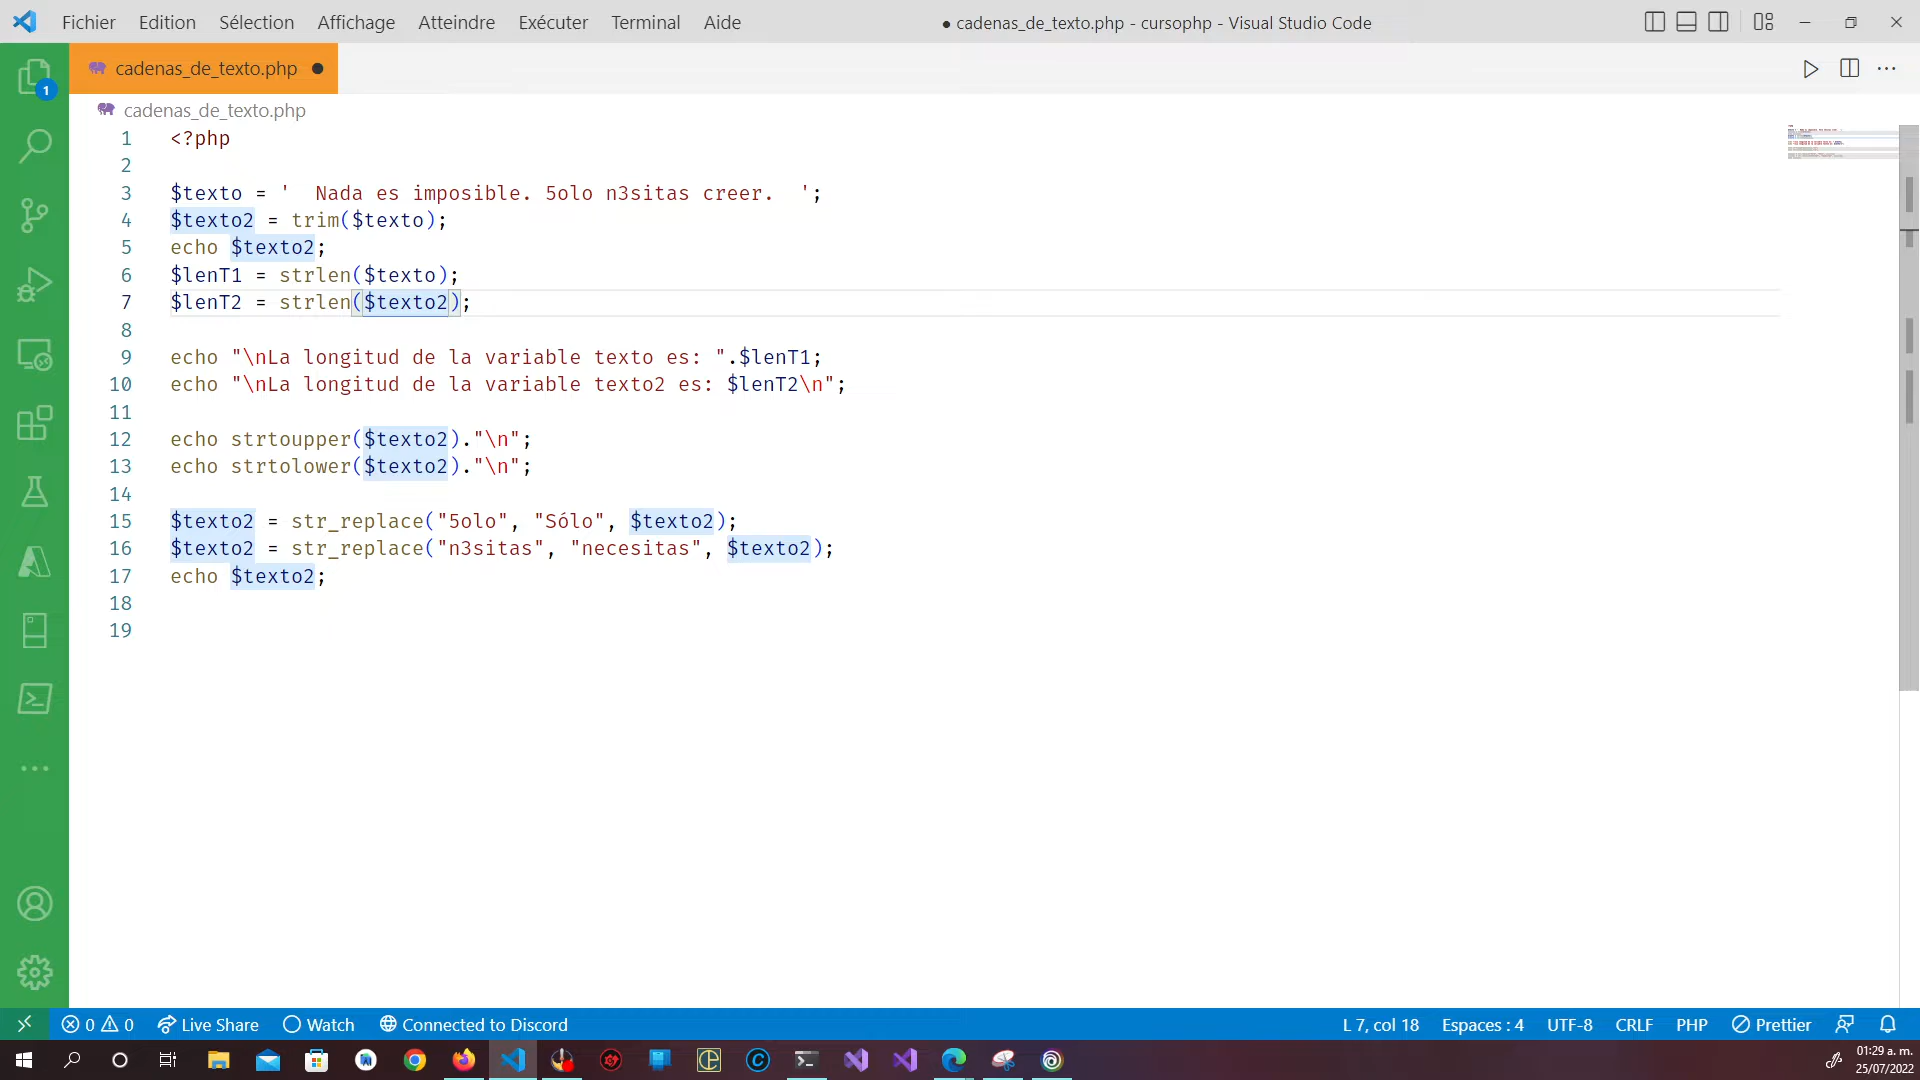 Fichier Edition Sélection Affichage Atteindre Exécuter Terminal Aide
● cadenas_de_texto.php - cursophp - Visual Studio Code
cadenas_de_texto.php ●
1
cadenas_de_texto.php
1 <?php
2
3 $texto = '  Nada es imposible. 5olo n3sitas creer.  ';
4 $texto2 = trim($texto);
5 echo $texto2;
6 $lenT1 = strlen($texto);
7 $lenT2 = strlen($texto2);
8
9 echo "\nLa longitud de la variable texto es: ".$lenT1;
10 echo "\nLa longitud de la variable texto2 es: $lenT2\n";
11
12 echo strtoupper($texto2)."\n";
13 echo strtolower($texto2)."\n";
14
15 $texto2 = str_replace("5olo", "Sólo", $texto2);
16 $texto2 = str_replace("n3sitas", "necesitas", $texto2);
17 echo $texto2;
18
19
0 0 Live Share Watch Connected to Discord L 7, col 18 Espaces : 4 UTF-8 CRLF PHP Prettier
01:29 a. m.
25/07/2022